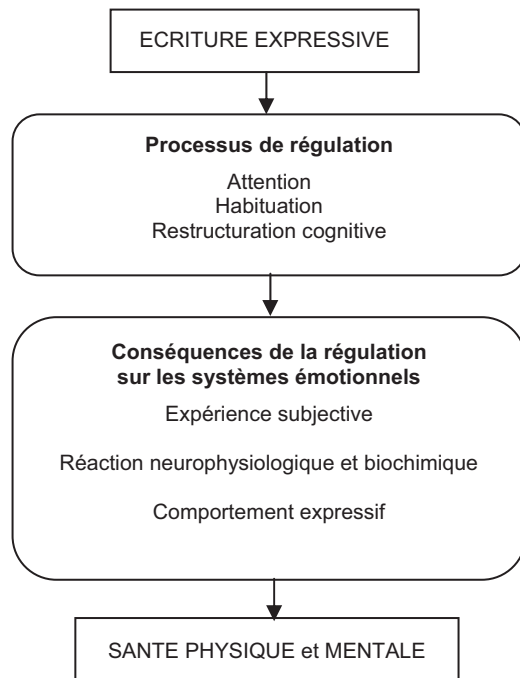 ECRITURE EXPRESSIVE
Processus de régulation
Attention
Habituation
Restructuration cognitive
Conséquences de la régulation
sur les systèmes émotionnels
Expérience subjective
Réaction neurophysiologique et biochimique
Comportement expressif
SANTE PHYSIQUE et MENTALE